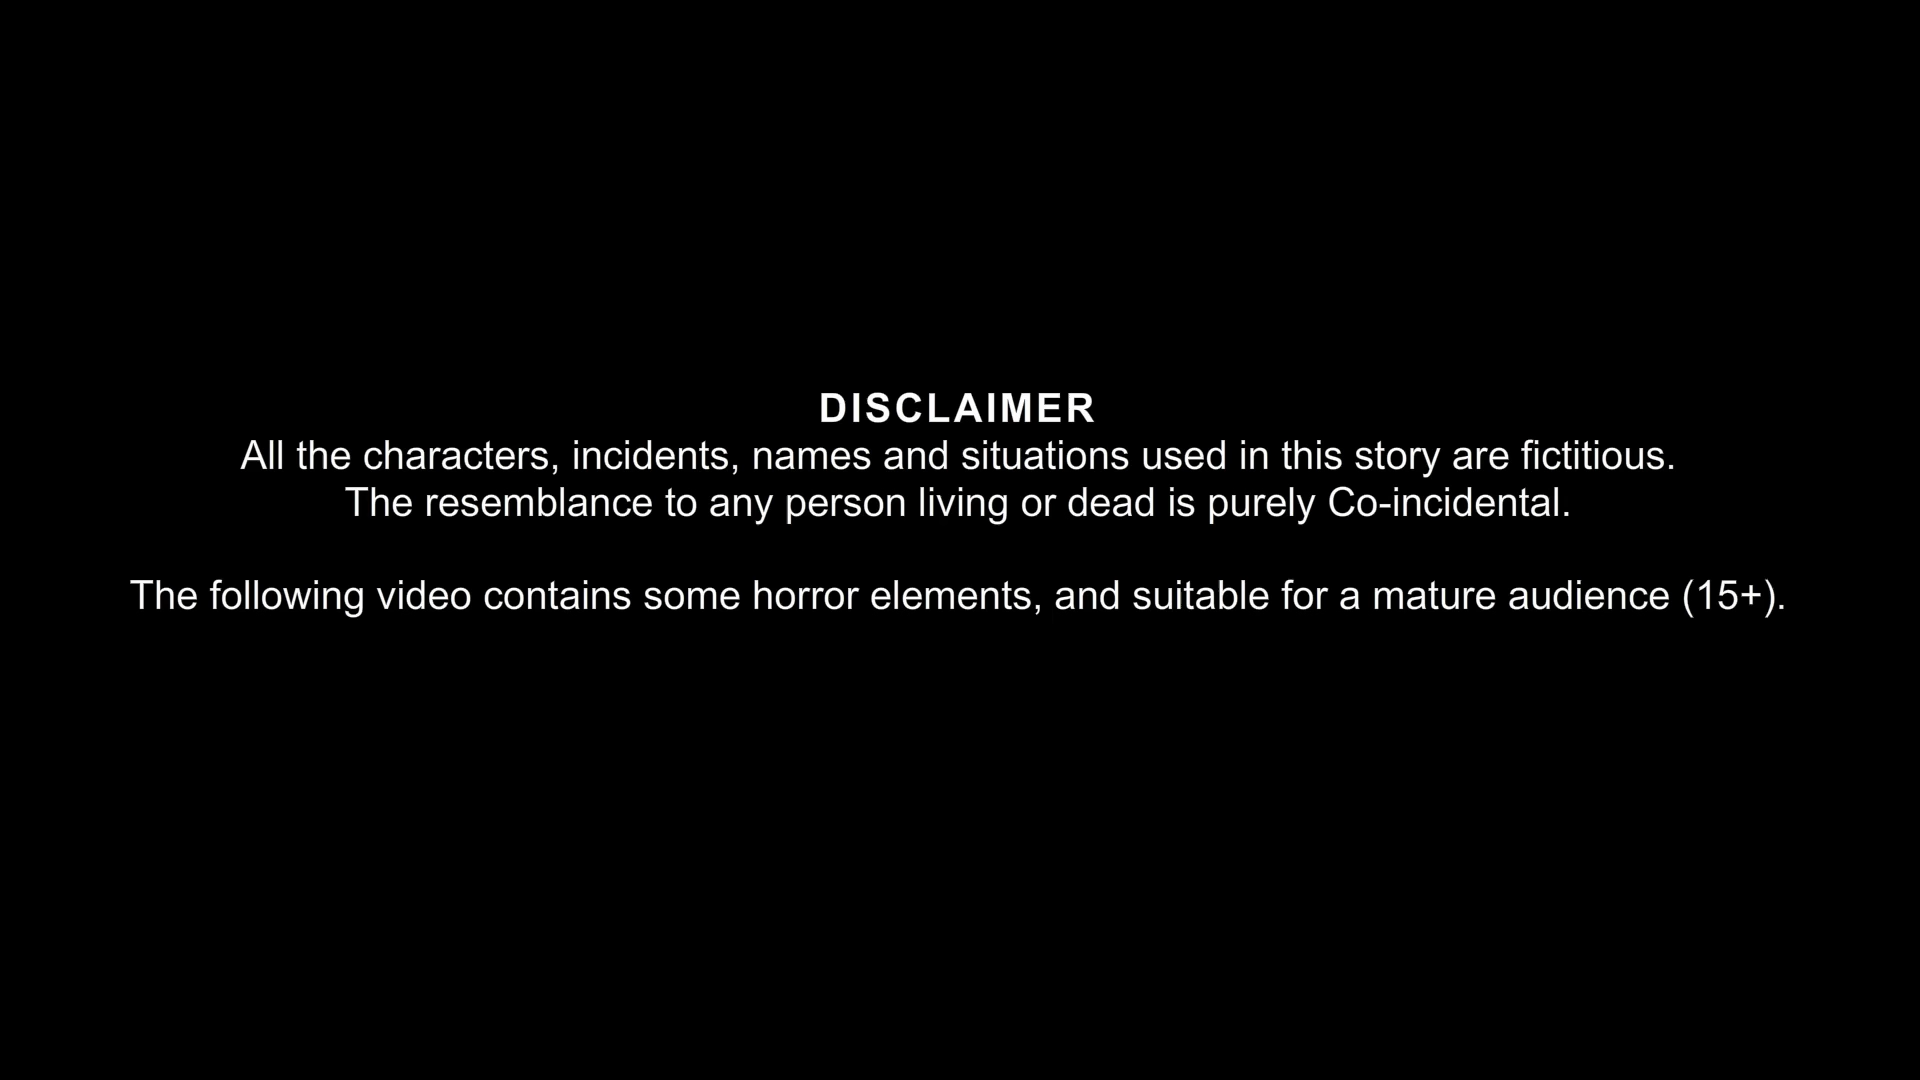 DISCLAIMER
All the characters, incidents, names and situations used in this story are fictitious.
The resemblance to any person living or dead is purely Co-incidental.
The following video contains some horror elements, and suitable for a mature audience (15+).